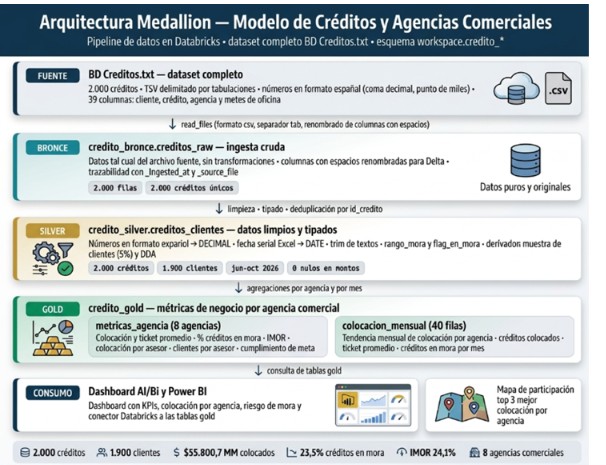 Arquitectura Medallion — Modelo de Créditos y Agencias Comerciales
Pipeline de datos en Databricks • dataset completo BD Creditos.txt • esquema workspace.credito_*
FUENTE
BD Creditos.txt — dataset completo
2.000 créditos • TSV delimitado por tabulaciones • números en formato español (coma decimal, punto de miles) •
39 columnas: cliente, crédito, agencia y metes de oficina
.csv
read_files (formato csv, separador tab, renombrado de columnas con espacios)
BRONCE
credito_bronce.creditos_raw — ingesta cruda
Datos tal cual del archivo fuente, sin transformaciones • columnas con espacios renombradas para Delta •
trazabilidad con _Ingested_at y _source_file
2.000 filas
2.000 créditos únicos
Datos puros y originales
limpieza • tipado • deduplicación por id_credito
SILVER
credito_silver.creditos_clientes — datos limpios y tipados
Números en formato expariol → DECIMAL • fecha serial Excel → DATE • trim de textos • rango_mora y flag_en_mora • derivadon muestra de
clientes (5%) y DDA
2.000 créditos
1.900 clientes
jun-oct 2026
0 nulos en montos
agregaciones por agencia y por mes
GOLD
credito_gold — métricas de negocio por agencia comercial
metricas_agencia (8 agencias)
Colocación y ticket promedio • % créditos en mora • IMOR •
colocación por asesor • clientes por asesor • cumplimiento de meta
colocacion_mensual (40 filas)
Tendencia mensual de colocación por agencia • créditos colocados •
ticket promedio • créditos en mora por mes
consulta de tablas gold
CONSUMO
Dashboard AI/Bi y Power BI
Dashboard con KPIs, colocación por agencia, riesgo de mora y
conector Databricks a las tablas gold
Mapa de participación
top 3 mejor
colocación por
agencia
2.000 créditos
1.900 clientes
$ $55.800,7 MM colocados
23,5% créditos en mora
IMOR 24,1%
8 agencias comerciales